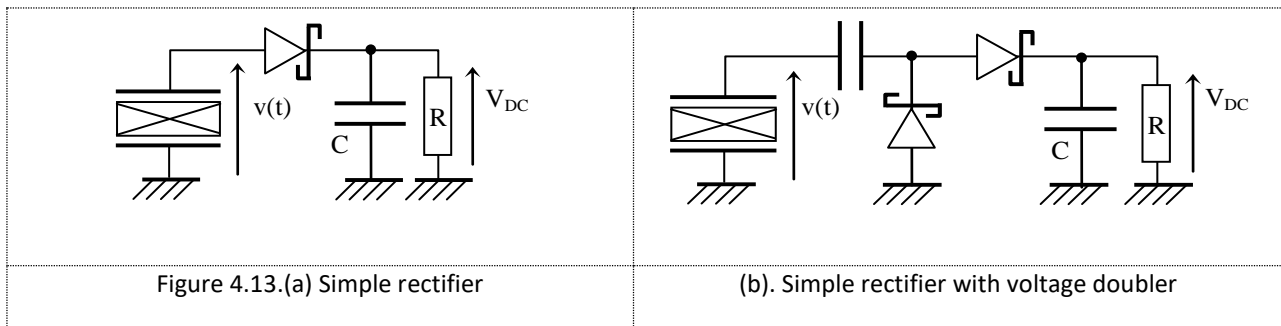 v(t)
C
R
V_DC
v(t)
C
R
V_DC
Figure 4.13.(a) Simple rectifier
(b). Simple rectifier with voltage doubler